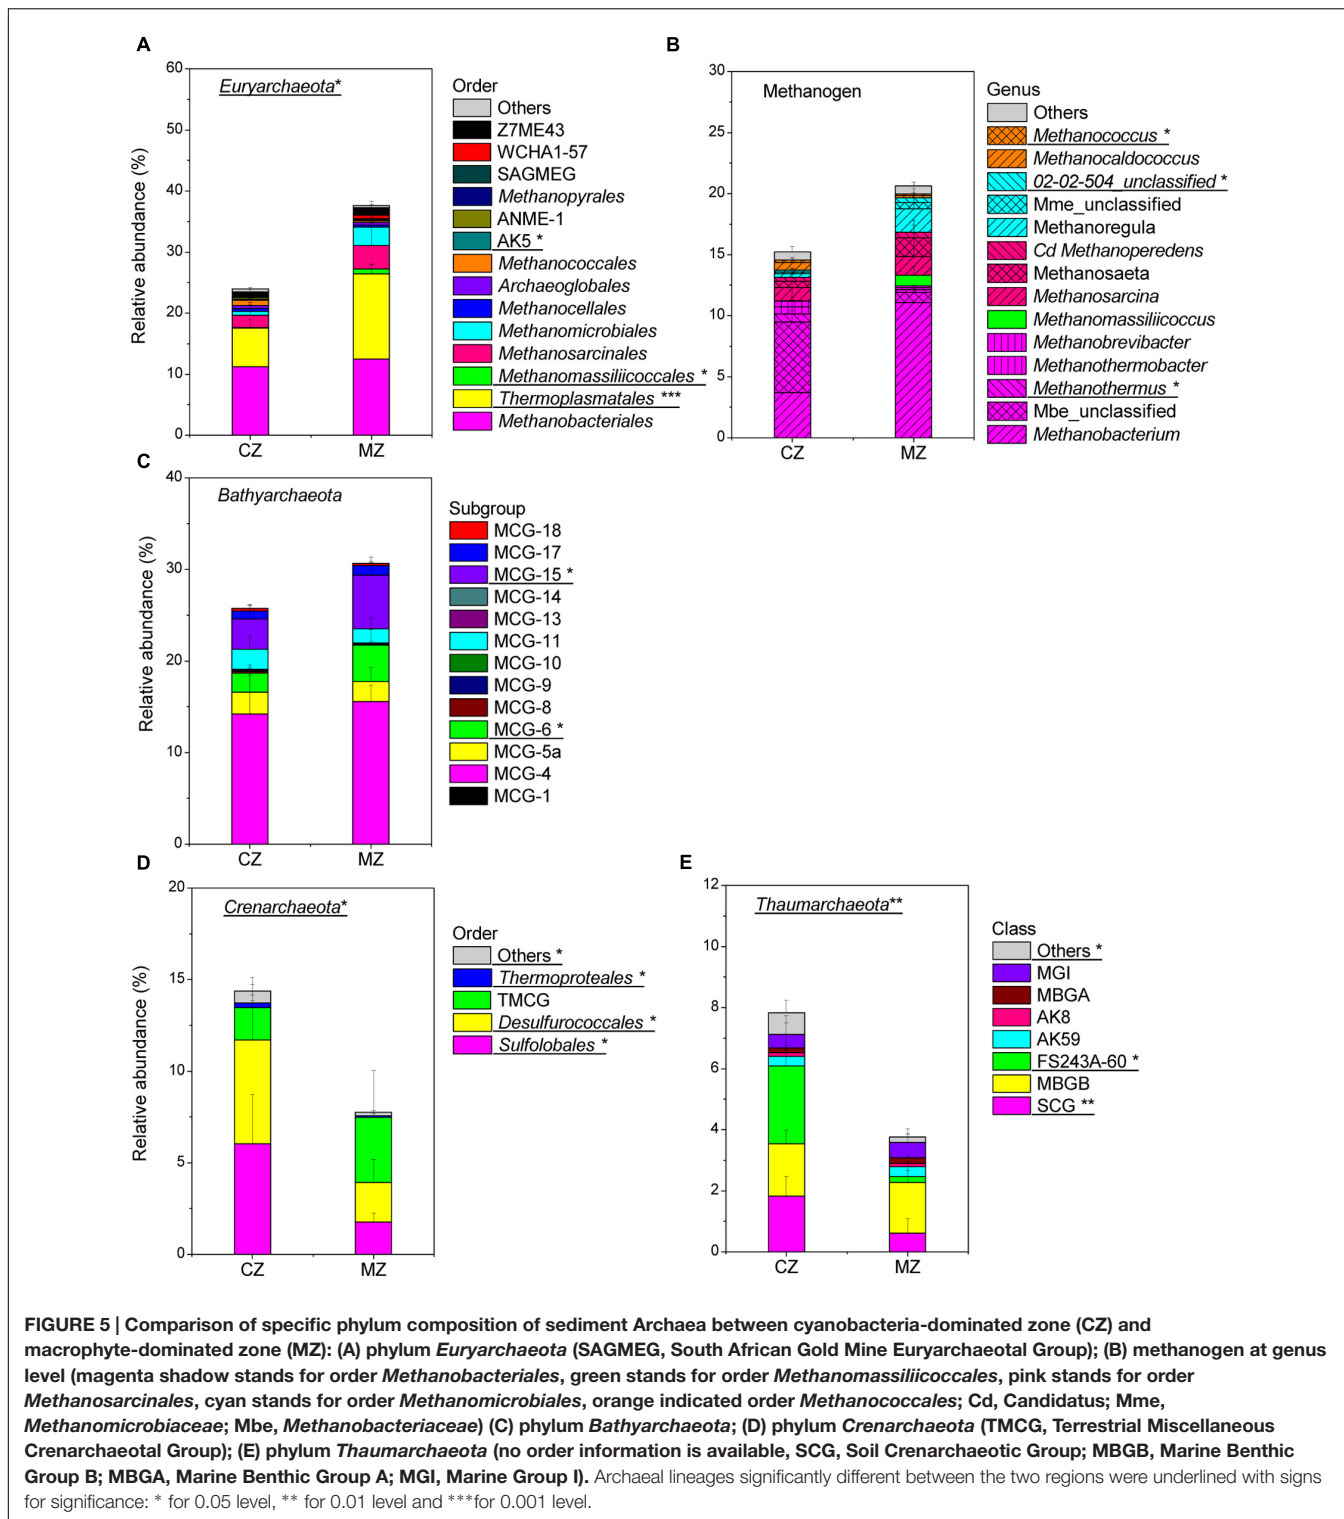 A
60
50
40
30
20
10
0
Relative abundance (%)
Euryarchaeota*
CZ
MZ
Order
Others
Z7ME43
WCHA1-57
SAGMEG
Methanopyrales
ANME-1
AK5 *
Methanococcales
Archaeoglobales
Methanocellales
Methanomicrobiales
Methanosarcinales
Methanomassiliicoccales *
Thermoplasmatales ***
Methanobacteriales
B
30
25
20
15
10
5
0
Relative abundance (%)
Methanogen
CZ
MZ
Genus
Others
Methanococcus *
Methanocaldococcus
02-02-504_unclassified *
Mme_unclassified
Methanoregula
Cd Methanoperedens
Methanosaeta
Methanosarcina
Methanomassiliicoccus
Methanobrevibacter
Methanothermobacter
Methanothermus *
Mbe_unclassified
Methanobacterium
C
40
30
20
10
0
Relative abundance (%)
Bathyarchaeota
CZ
MZ
Subgroup
MCG-18
MCG-17
MCG-15 *
MCG-14
MCG-13
MCG-11
MCG-10
MCG-9
MCG-8
MCG-6 *
MCG-5a
MCG-4
MCG-1
D
20
15
10
5
0
Relative abundance (%)
Crenarchaeota*
CZ
MZ
Order
Others *
Thermoproteales *
TMCG
Desulfurococcales *
Sulfolobales *
E
12
10
8
6
4
2
0
Relative abundance (%)
Thaumarchaeota**
CZ
MZ
Class
Others *
MGI
MBGA
AK8
AK59
FS243A-60 *
MBGB
SCG **
FIGURE 5 | Comparison of specific phylum composition of sediment Archaea between cyanobacteria-dominated zone (CZ) and
macrophyte-dominated zone (MZ): (A) phylum Euryarchaeota (SAGMEG, South African Gold Mine Euryarchaeotal Group); (B) methanogen at genus
level (magenta shadow stands for order Methanobacteriales, green stands for order Methanomassiliicoccales, pink stands for order
Methanosarcinales, cyan stands for order Methanomicrobiales, orange indicated order Methanococcales; Cd, Candidatus; Mme,
Methanomicrobiaceae; Mbe, Methanobacteriaceae) (C) phylum Bathyarchaeota; (D) phylum Crenarchaeota (TMCG, Terrestrial Miscellaneous
Crenarchaeotal Group); (E) phylum Thaumarchaeota (no order information is available, SCG, Soil Crenarchaeotic Group; MBGB, Marine Benthic
Group B; MBGA, Marine Benthic Group A; MGI, Marine Group I). Archaeal lineages significantly different between the two regions were underlined with signs
for significance: * for 0.05 level, ** for 0.01 level and ***for 0.001 level.